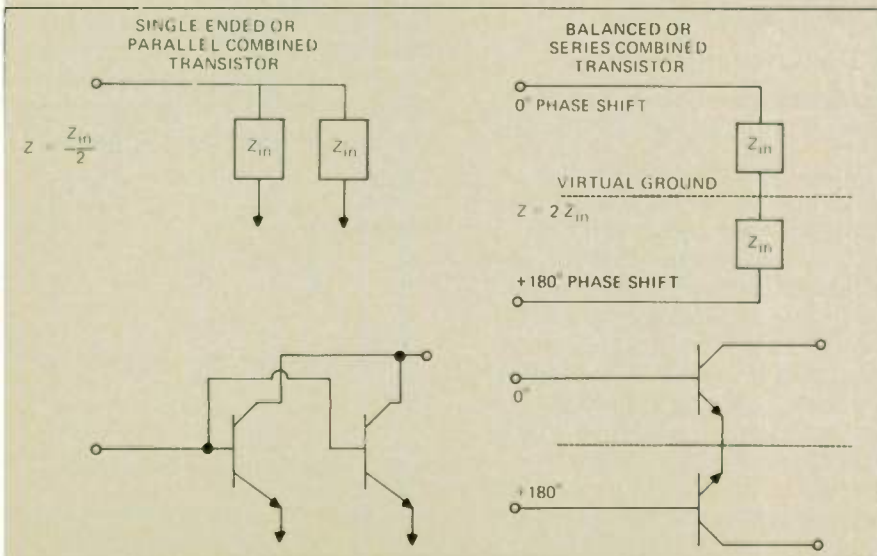 SINGLE ENDED OR
PARALLEL COMBINED
TRANSISTOR
Z = Zin/2
Zin
Zin
BALANCED OR
SERIES COMBINED
TRANSISTOR
0° PHASE SHIFT
Zin
VIRTUAL GROUND
Z = 2 Zin
Zin
+180° PHASE SHIFT
0°
+180°